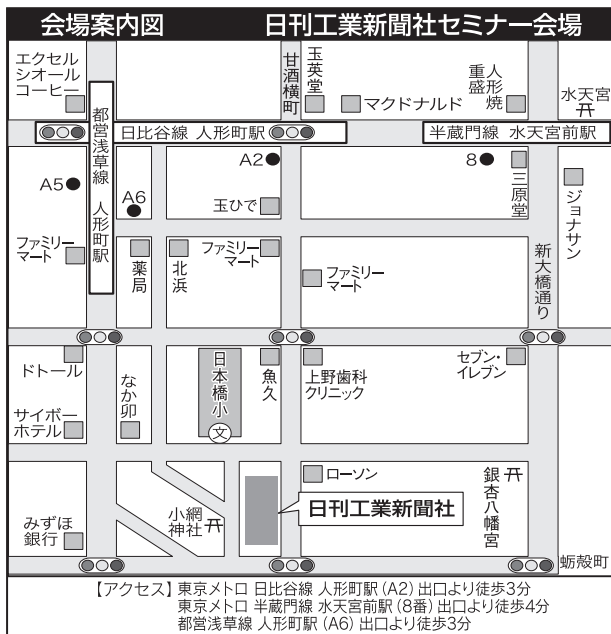 会場案内図 日刊工業新聞社セミナー会場
エクセル
シオール
コーヒー
都営浅草線 人形町駅
甘酒横町
玉英堂
マクドナルド
重盛
人形焼
水天宮
日比谷線 人形町駅
半蔵門線 水天宮前駅
A5
A6
A2
8
三原堂
ジョナサン
玉ひで
ファミリー
マート
薬局
北浜
ファミリー
マート
ファミリー
マート
新大橋通り
ドトール
なか卯
日本橋小
文
魚久
上野歯科
クリニック
セブン・
イレブン
サイボー
ホテル
ローソン
銀杏八幡宮
小網
神社
日刊工業新聞社
みずほ
銀行
蛎殻町
【アクセス】東京メトロ 日比谷線 人形町駅(A2)出口より徒歩3分
東京メトロ 半蔵門線 水天宮前駅(8番)出口より徒歩4分
都営浅草線 人形町駅(A6)出口より徒歩3分